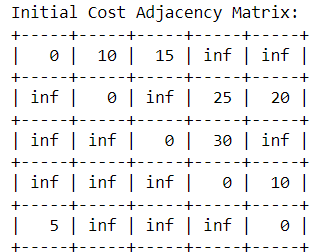 Initial Cost Adjacency Matrix:
+-----+-----+-----+-----+-----+
|   0 |  10 |  15 | inf | inf |
+-----+-----+-----+-----+-----+
| inf |   0 | inf |  25 |  20 |
+-----+-----+-----+-----+-----+
| inf | inf |   0 |  30 | inf |
+-----+-----+-----+-----+-----+
| inf | inf | inf |   0 |  10 |
+-----+-----+-----+-----+-----+
|   5 | inf | inf | inf |   0 |
+-----+-----+-----+-----+-----+